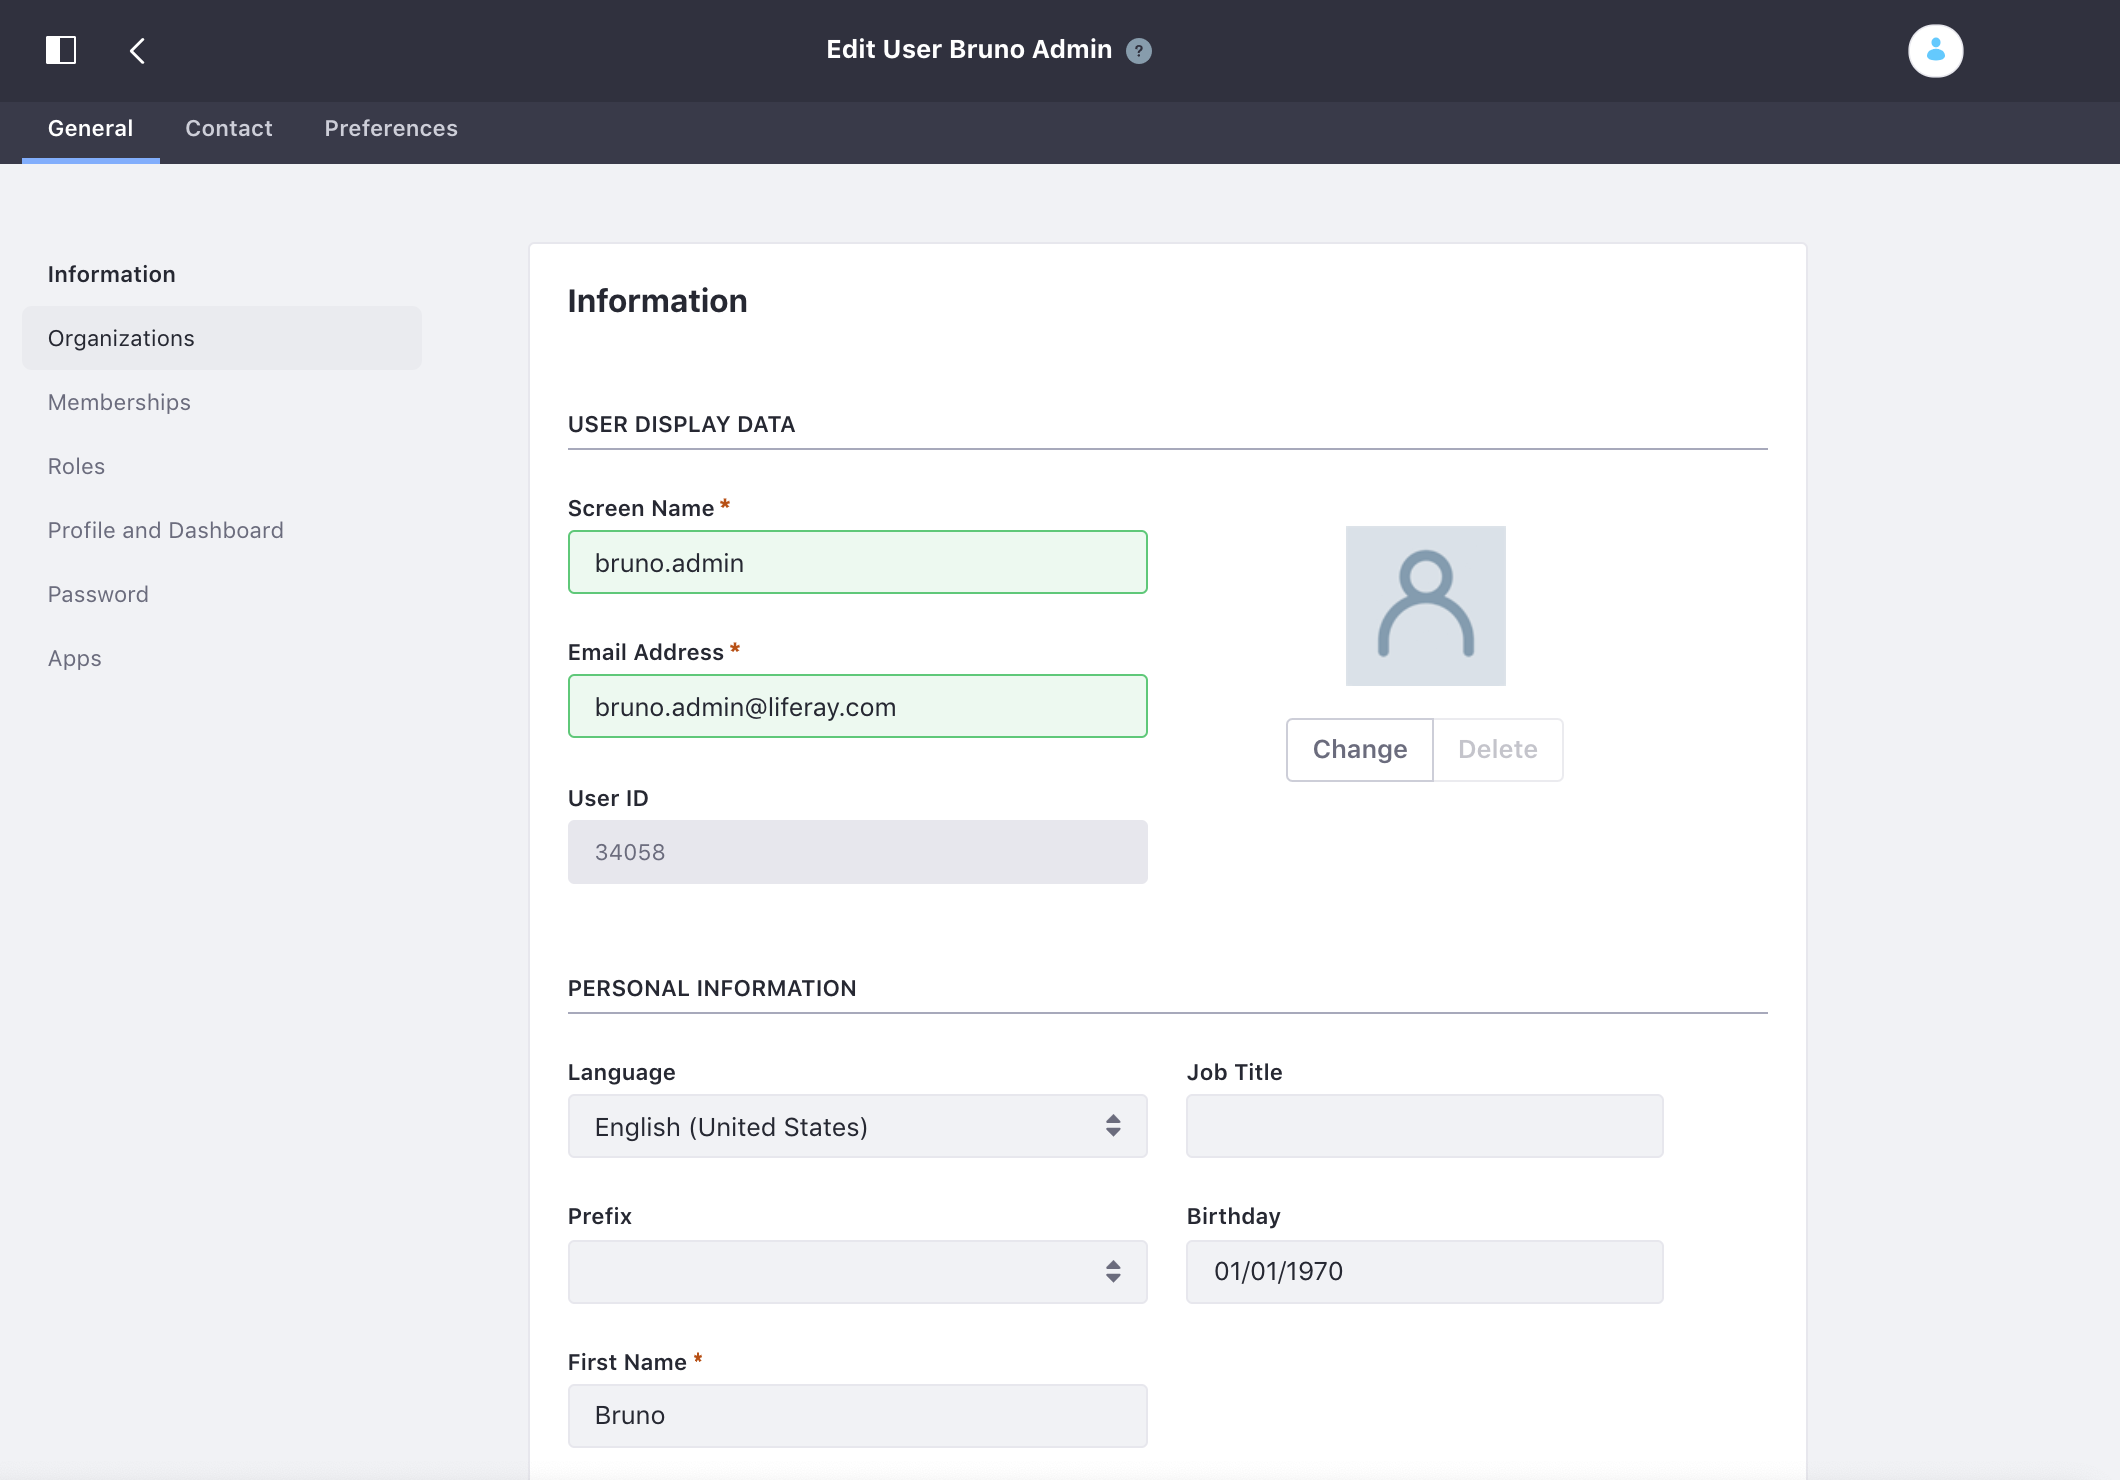 Edit User Bruno Admin ?
General Contact Preferences
Information
Organizations
Memberships
Roles
Profile and Dashboard
Password
Apps
Information
USER DISPLAY DATA
Screen Name *
bruno.admin
Email Address *
bruno.admin@liferay.com
User ID
34058
Change Delete
PERSONAL INFORMATION
Language
English (United States)
Job Title
Prefix
Birthday
01/01/1970
First Name *
Bruno